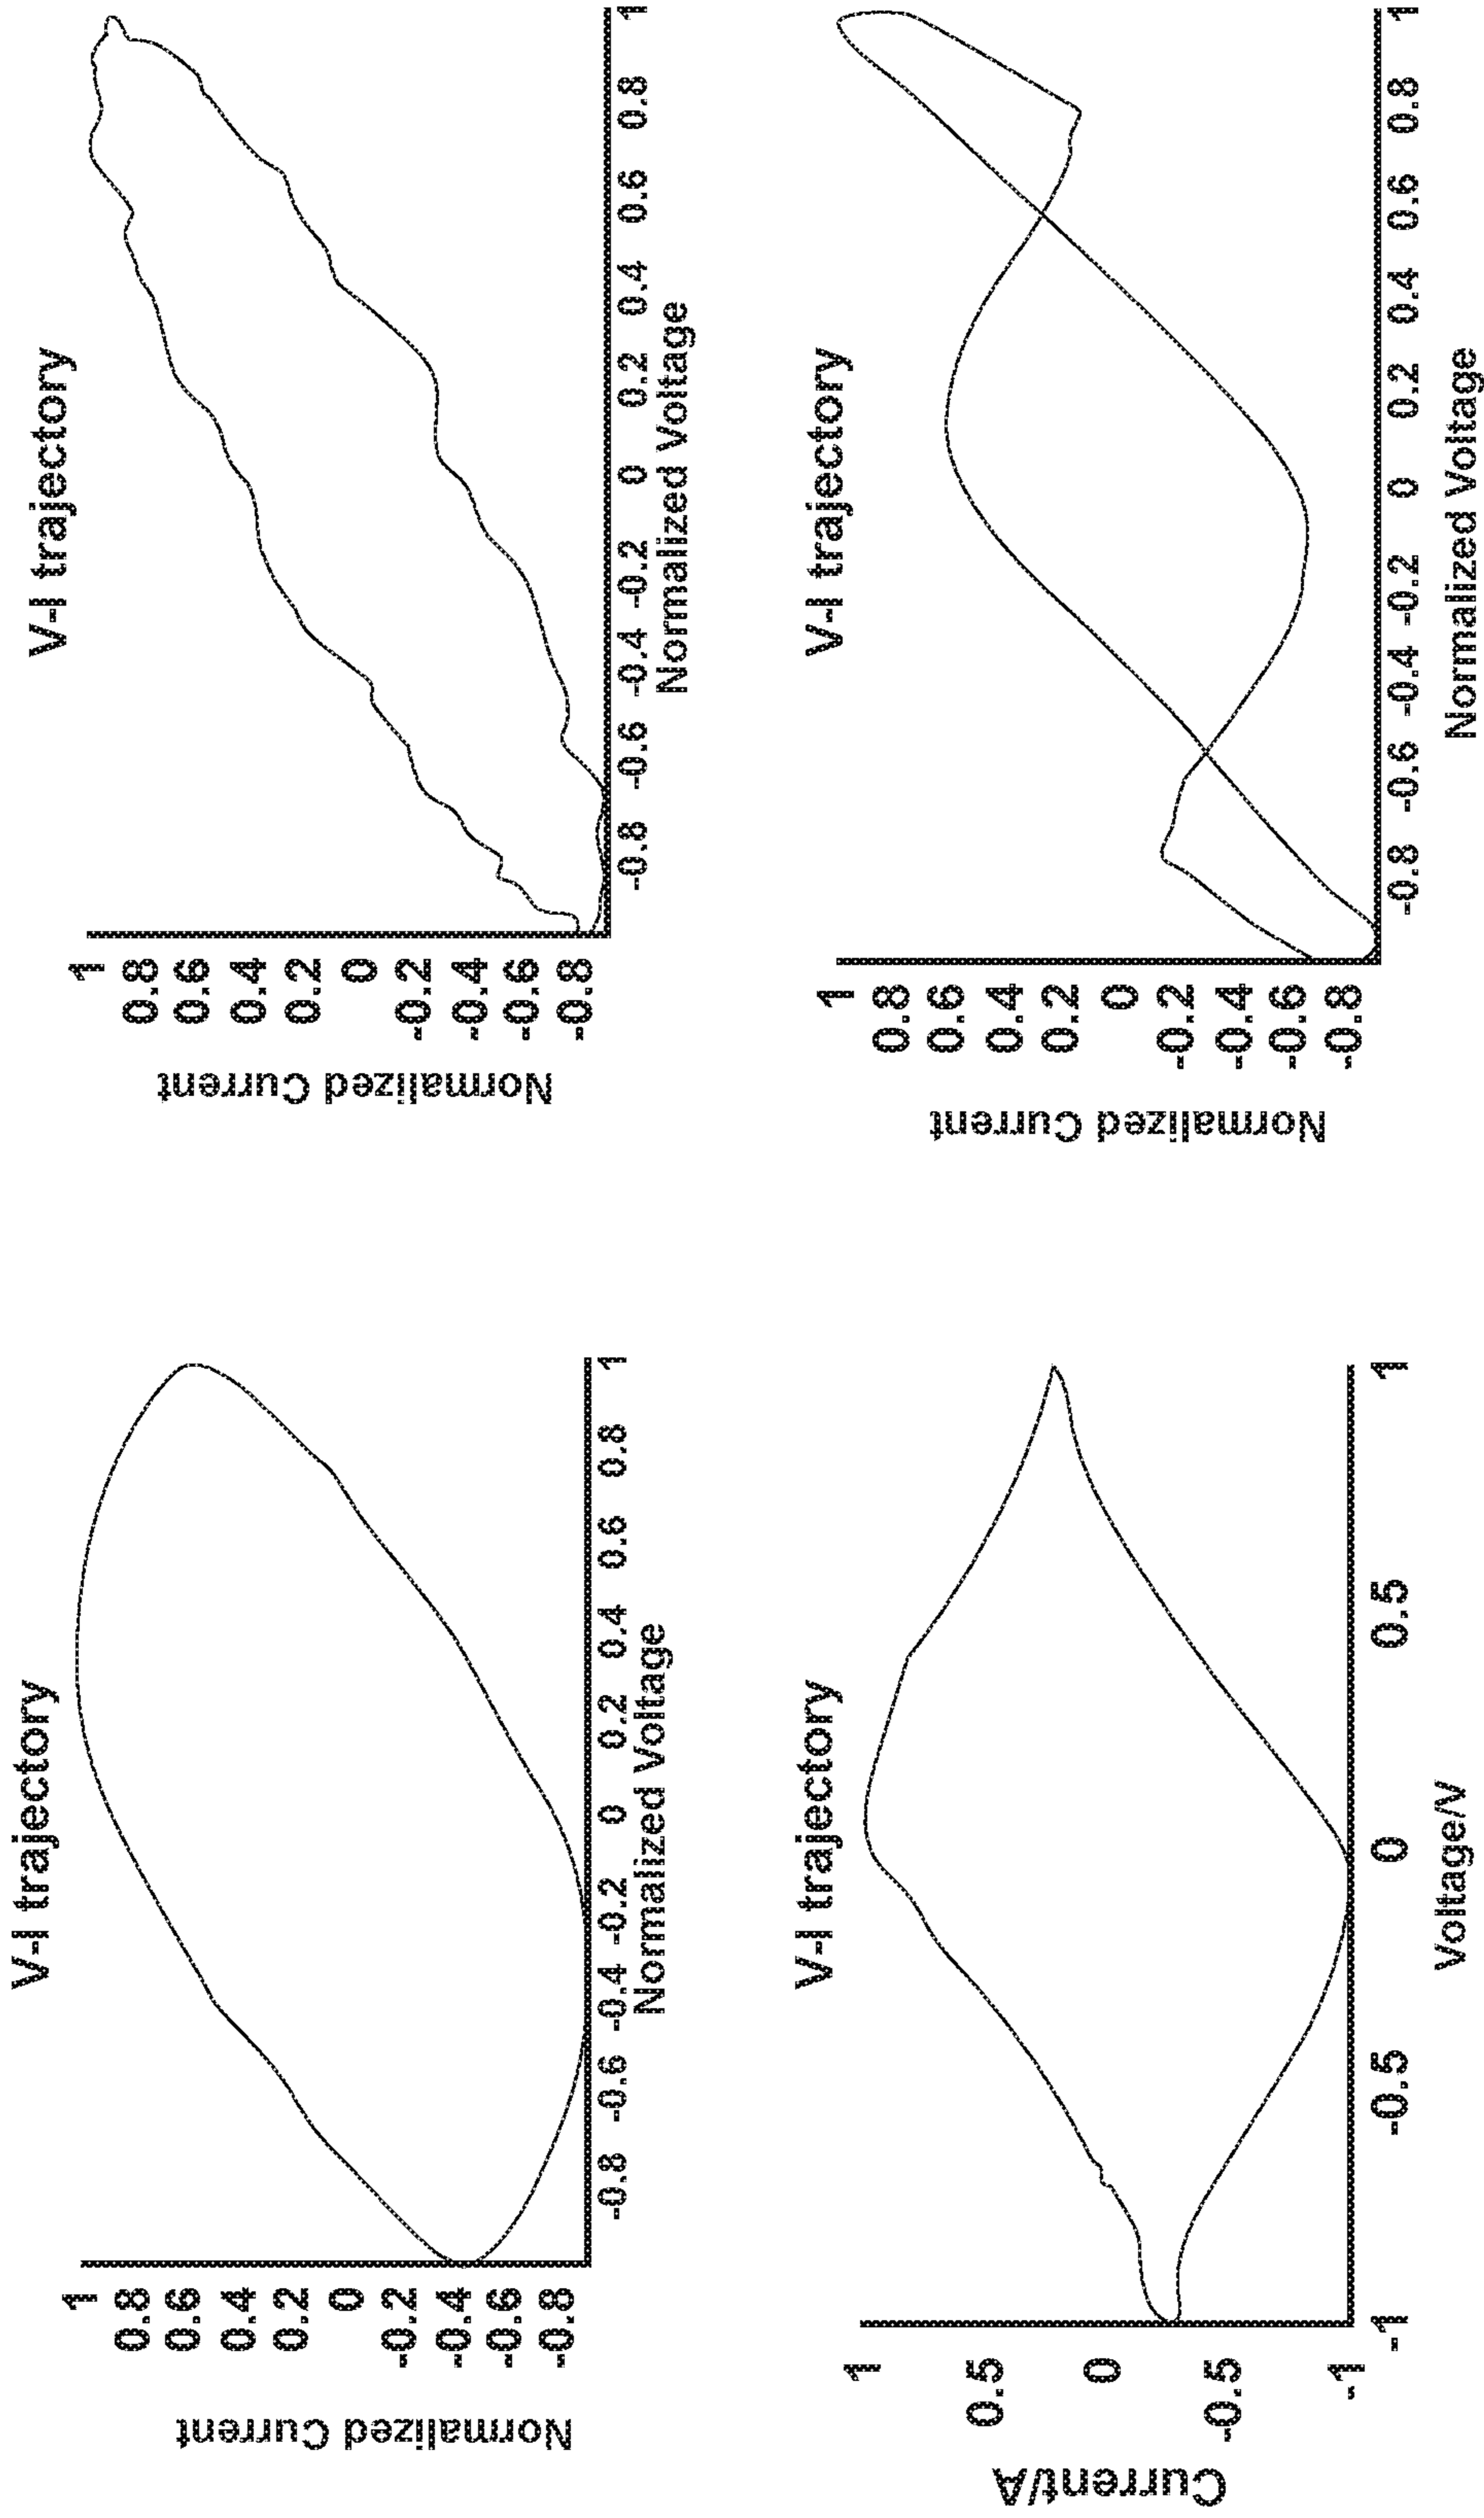 V-I trajectory
Normalized Current
1
0.8
0.6
0.4
0.2
0
-0.2
-0.4
-0.6
-0.8
-0.8 -0.6 -0.4 -0.2 0 0.2 0.4 0.6 0.8 1
Normalized Voltage
V-I trajectory
Normalized Current
1
0.8
0.6
0.4
0.2
0
-0.2
-0.4
-0.6
-0.8
-0.8 -0.6 -0.4 -0.2 0 0.2 0.4 0.6 0.8 1
Normalized Voltage
V-I trajectory
Current/A
1
0.5
0
-0.5
-1
-1 -0.5 0 0.5 1
Voltage/V
V-I trajectory
Normalized Current
1
0.8
0.6
0.4
0.2
0
-0.2
-0.4
-0.6
-0.8
-0.8 -0.6 -0.4 -0.2 0 0.2 0.4 0.6 0.8 1
Normalized Voltage